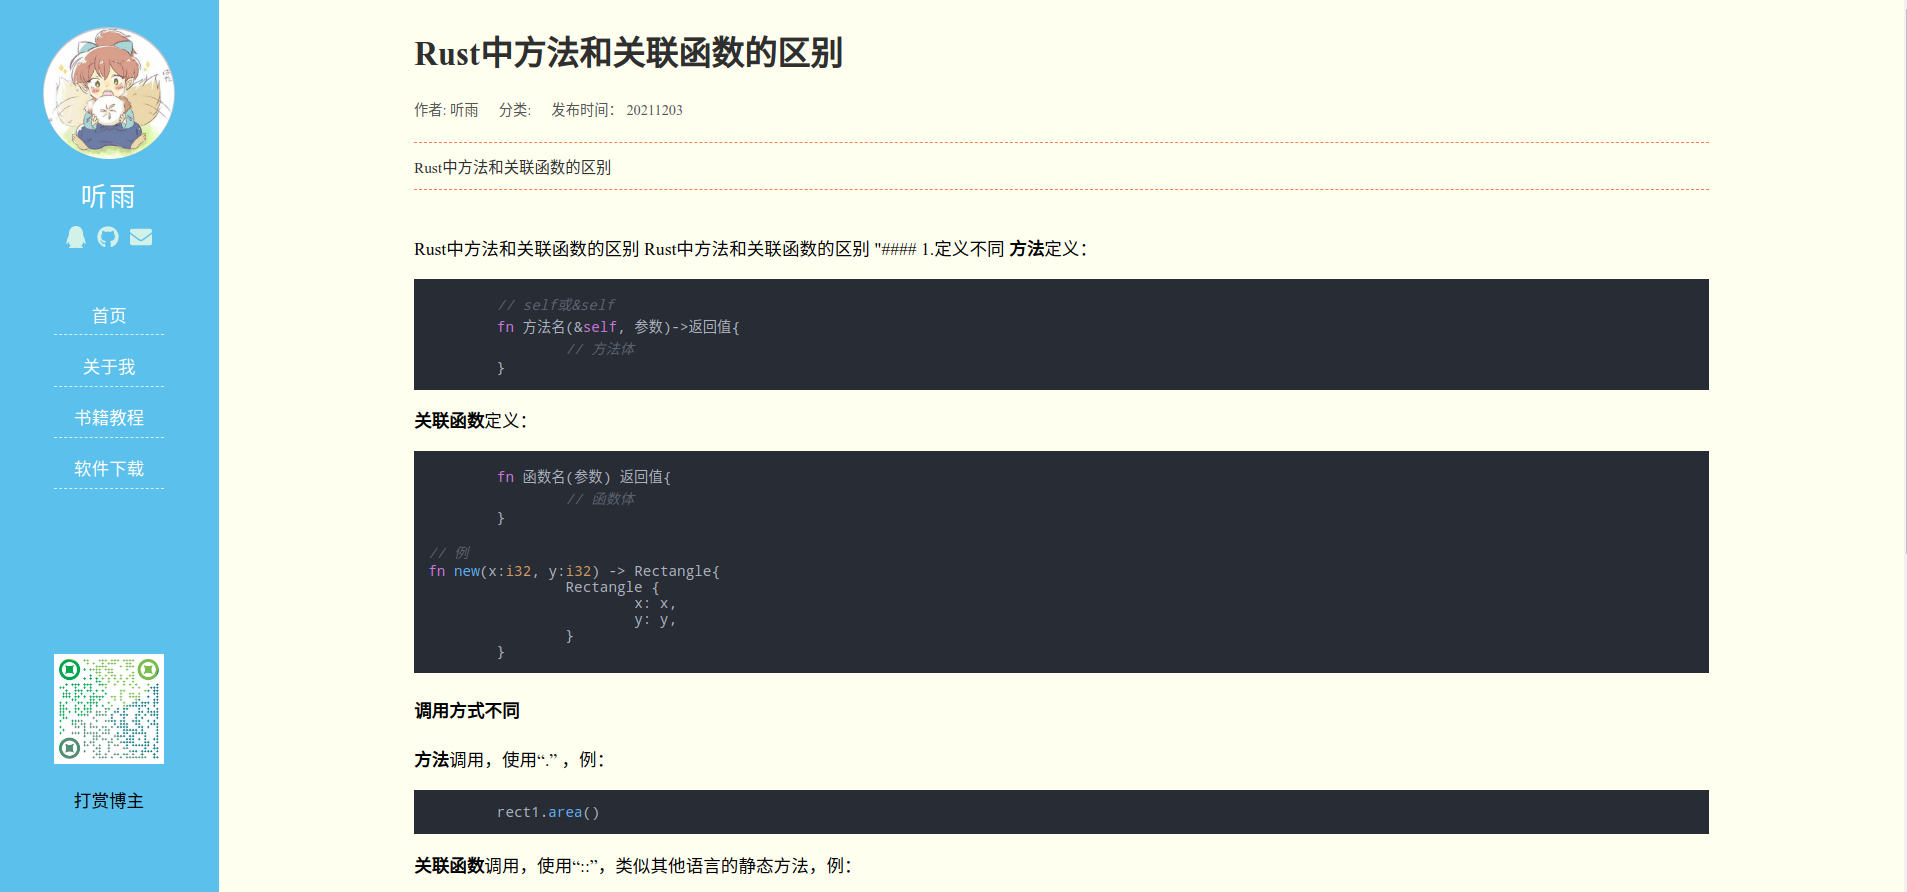 听雨
首页
关于我
书籍教程
软件下载
打赏博主
Rust中方法和关联函数的区别
作者: 听雨 分类: 发布时间： 20211203
Rust中方法和关联函数的区别
Rust中方法和关联函数的区别 Rust中方法和关联函数的区别 "#### 1.定义不同 方法定义：
// self或&self
fn 方法名(&self, 参数)->返回值{
// 方法体
}
关联函数定义：
fn 函数名(参数) 返回值{
// 函数体
}
// 例
fn new(x:i32, y:i32) -> Rectangle{
Rectangle {
x: x,
y: y,
}
}
调用方式不同
方法调用，使用“.” ，例：
rect1.area()
关联函数调用，使用“::”，类似其他语言的静态方法，例：